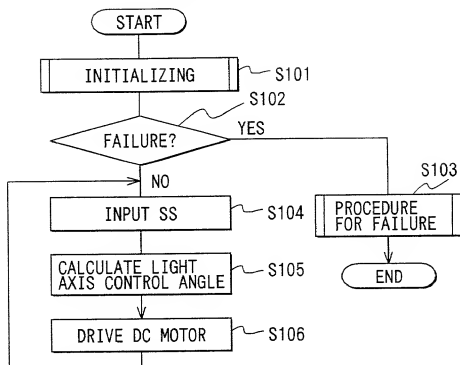 START
INITIALIZING
S101
S102
FAILURE?
YES
S103
NO
PROCEDURE
FOR FAILURE
INPUT SS
S104
CALCULATE LIGHT
AXIS CONTROL ANGLE
S105
END
DRIVE DC MOTOR
S106